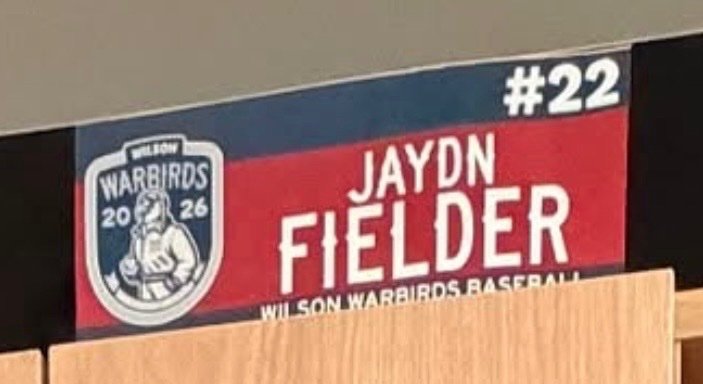 #22
WILSON
WARBIRDS
20 26
JAYDN
FIELDER
WILSON WARBIRDS BASEBALL